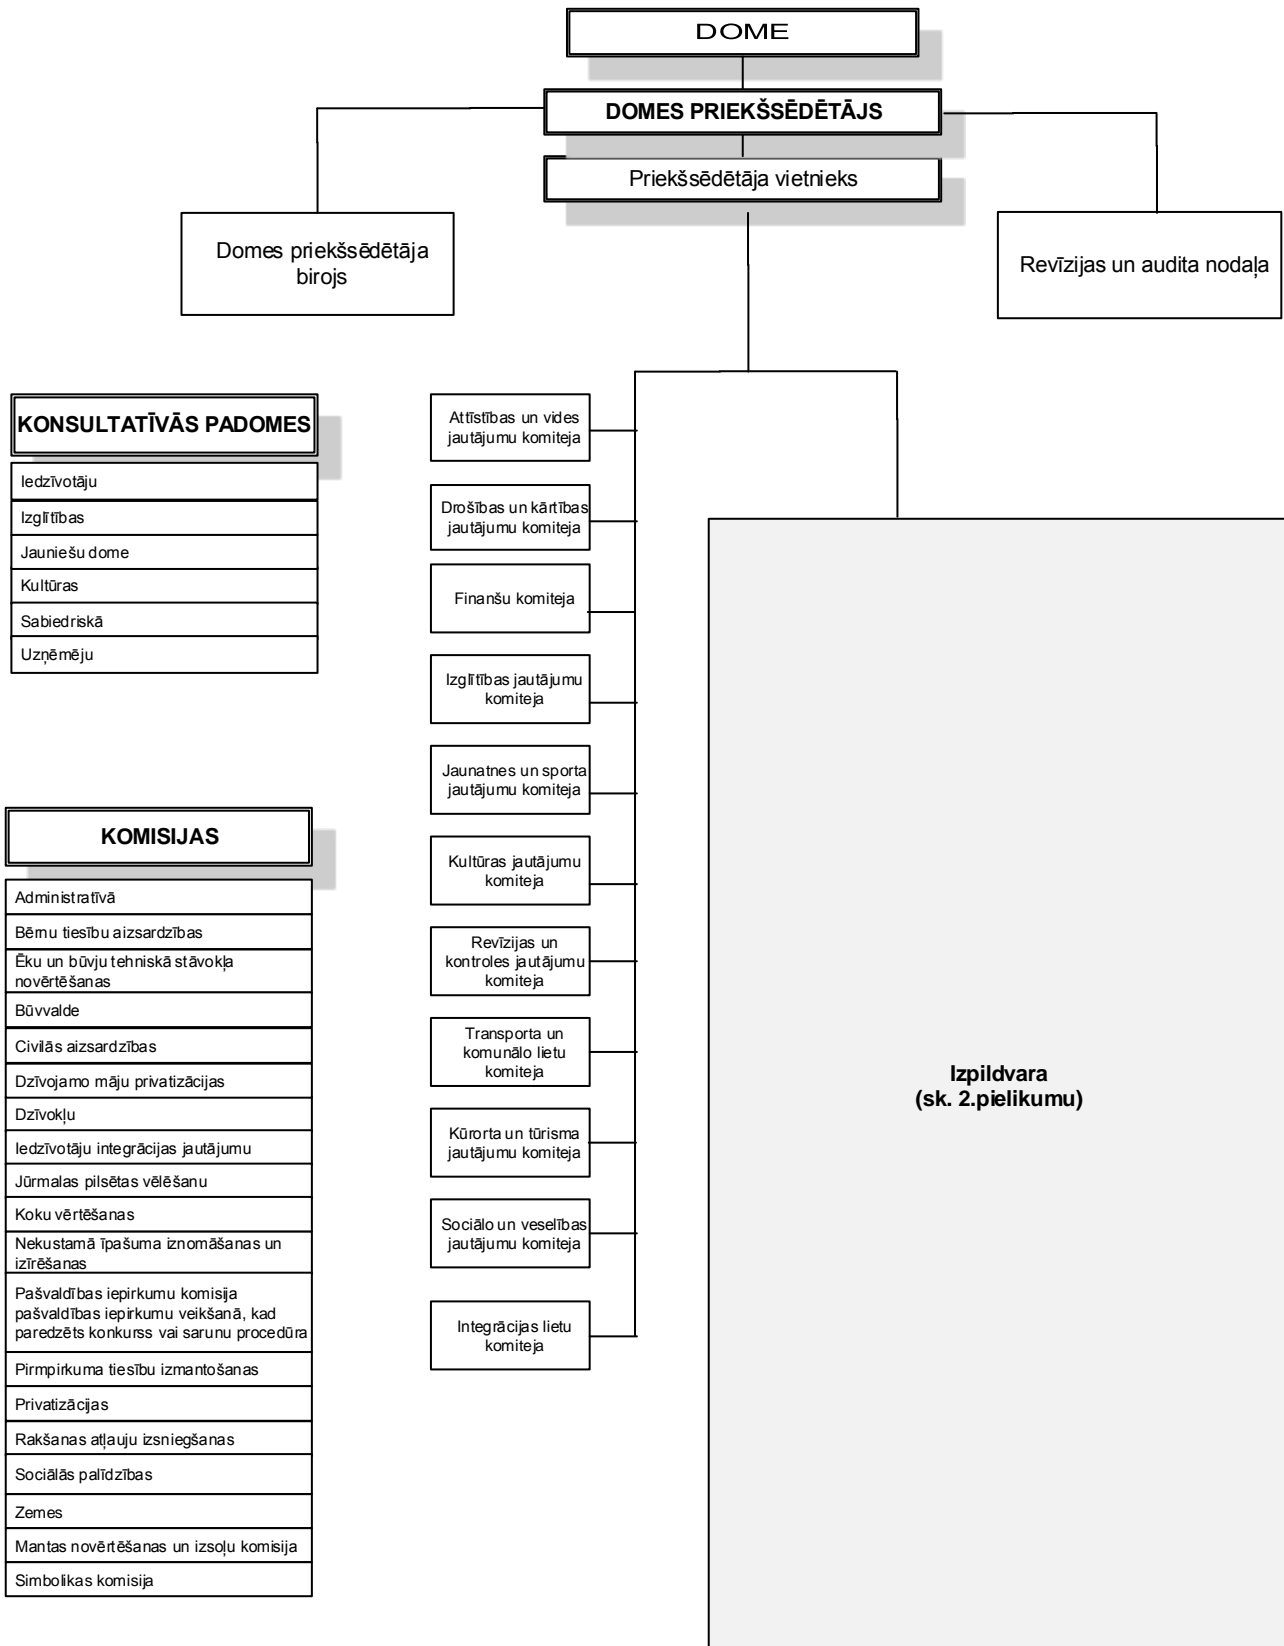 DOME
DOMES PRIEKŠSĒDĒTĀJS
Priekšsēdētāja vietnieks
Domes priekšsēdētāja
birojs
Revīzijas un audita nodaļa
KONSULTATĪVĀS PADOMES
Iedzīvotāju
Izglītības
Jauniešu dome
Kultūras
Sabiedriskā
Uzņēmēju
KOMISIJAS
Administratīvā
Bērnu tiesību aizsardzības
Ēku un būvju tehniskā stāvokļa
novērtēšanas
Būvvalde
Civilās aizsardzības
Dzīvojamo māju privatizācijas
Dzīvokļu
Iedzīvotāju integrācijas jautājumu
Jūrmalas pilsētas vēlēšanu
Koku vērtēšanas
Nekustamā īpašuma iznomāšanas un
izīrēšanas
Pašvaldības iepirkumu komisija
pašvaldības iepirkumu veikšanā, kad
paredzēts konkurss vai sarunu procedūra
Pirmpirkuma tiesību izmantošanas
Privatizācijas
Rakšanas atļauju izsniegšanas
Sociālās palīdzības
Zemes
Mantas novērtēšanas un izsoļu komisija
Simbolikas komisija
Attīstības un vides
jautājumu komiteja
Drošības un kārtības
jautājumu komiteja
Finanšu komiteja
Izglītības jautājumu
komiteja
Jaunatnes un sporta
jautājumu komiteja
Kultūras jautājumu
komiteja
Revīzijas un
kontroles jautājumu
komiteja
Transporta un
komunālo lietu
komiteja
Kūrorta un tūrisma
jautājumu komiteja
Sociālo un veselības
jautājumu komiteja
Integrācijas lietu
komiteja
Izpildvara
(sk. 2.pielikumu)